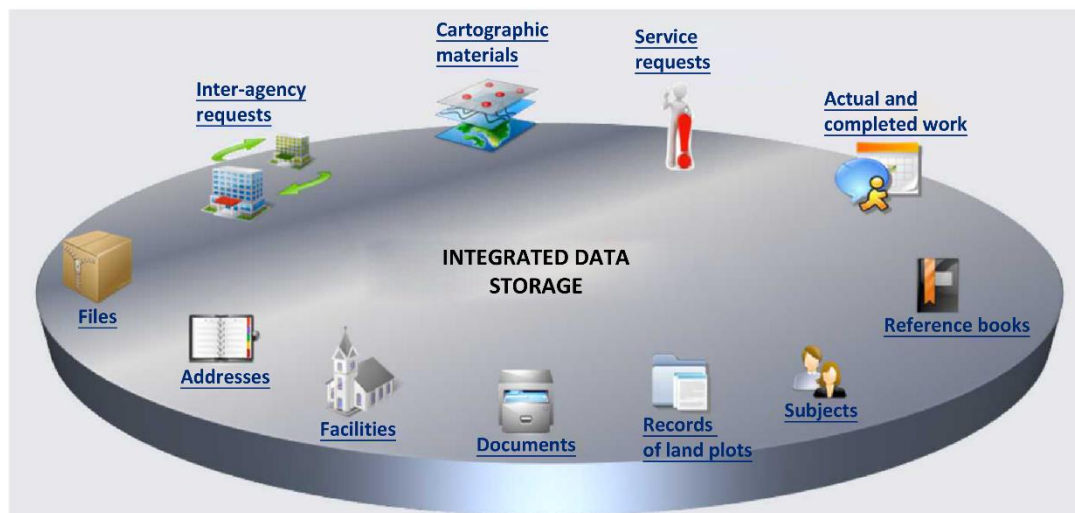 Cartographic
materials
Service
requests
Inter-agency
requests
Actual and
completed work
INTEGRATED DATA
STORAGE
Files
Reference books
Addresses
Facilities
Documents
Records
of land plots
Subjects